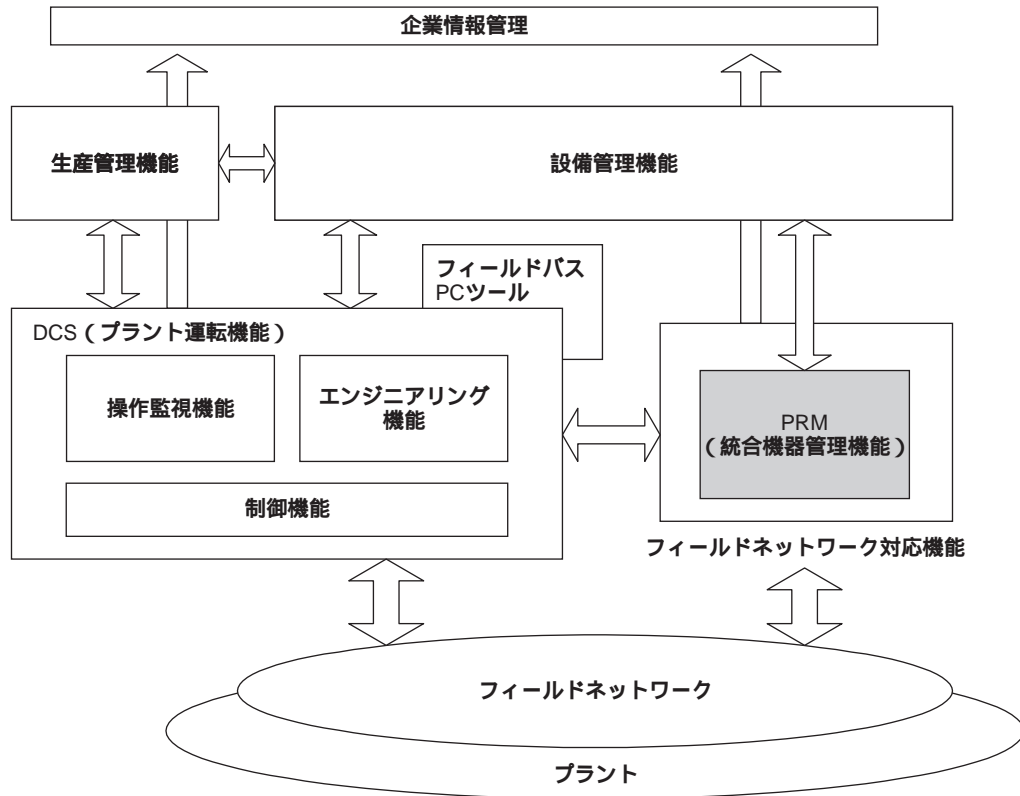 企業情報管理
生産管理機能
設備管理機能
フィールドバス
PCツール
DCS（プラント運転機能）
操作監視機能
エンジニアリング
機能
制御機能
PRM
（統合機器管理機能）
フィールドネットワーク対応機能
フィールドネットワーク
プラント